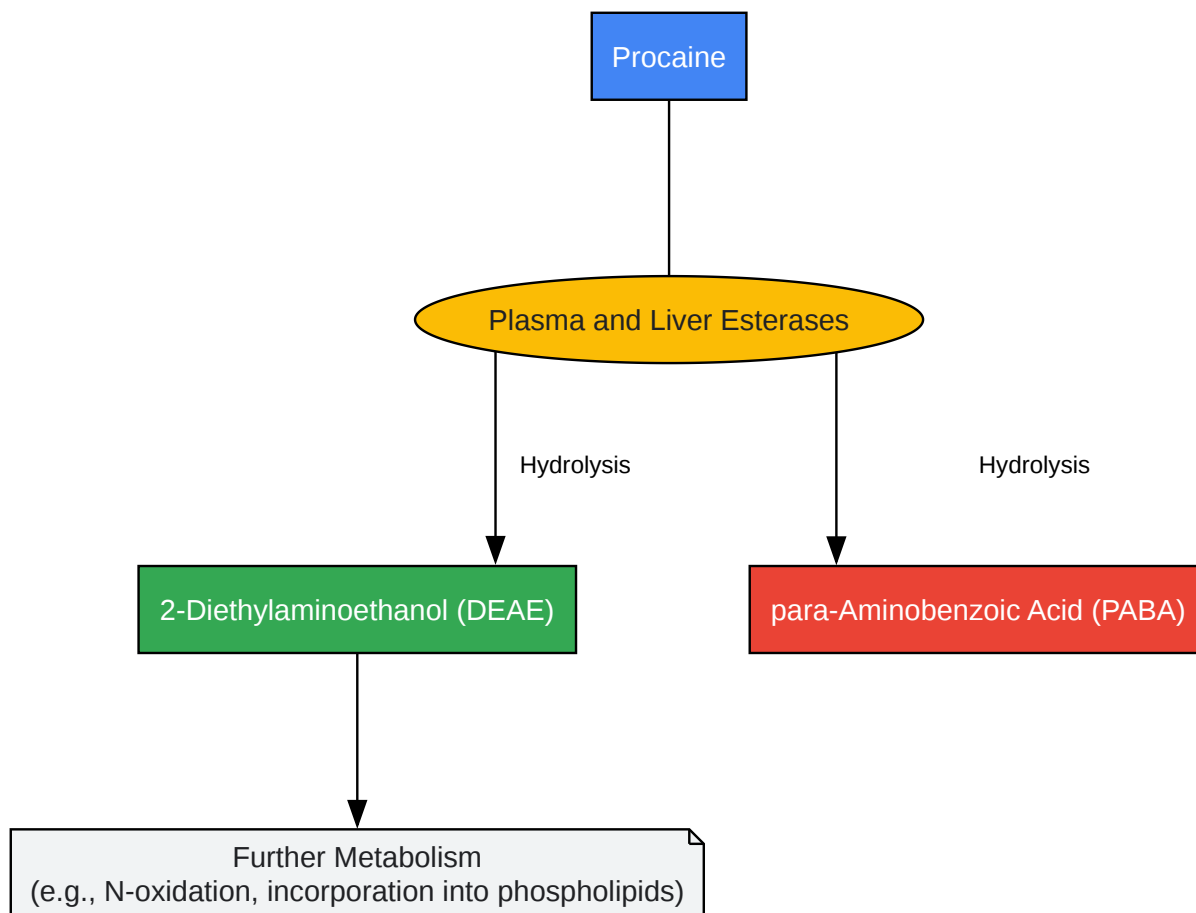 Procaine
Plasma and Liver Esterases
Hydrolysis
Hydrolysis
2-Diethylaminoethanol (DEAE)
para-Aminobenzoic Acid (PABA)
Further Metabolism
(e.g., N-oxidation, incorporation into phospholipids)